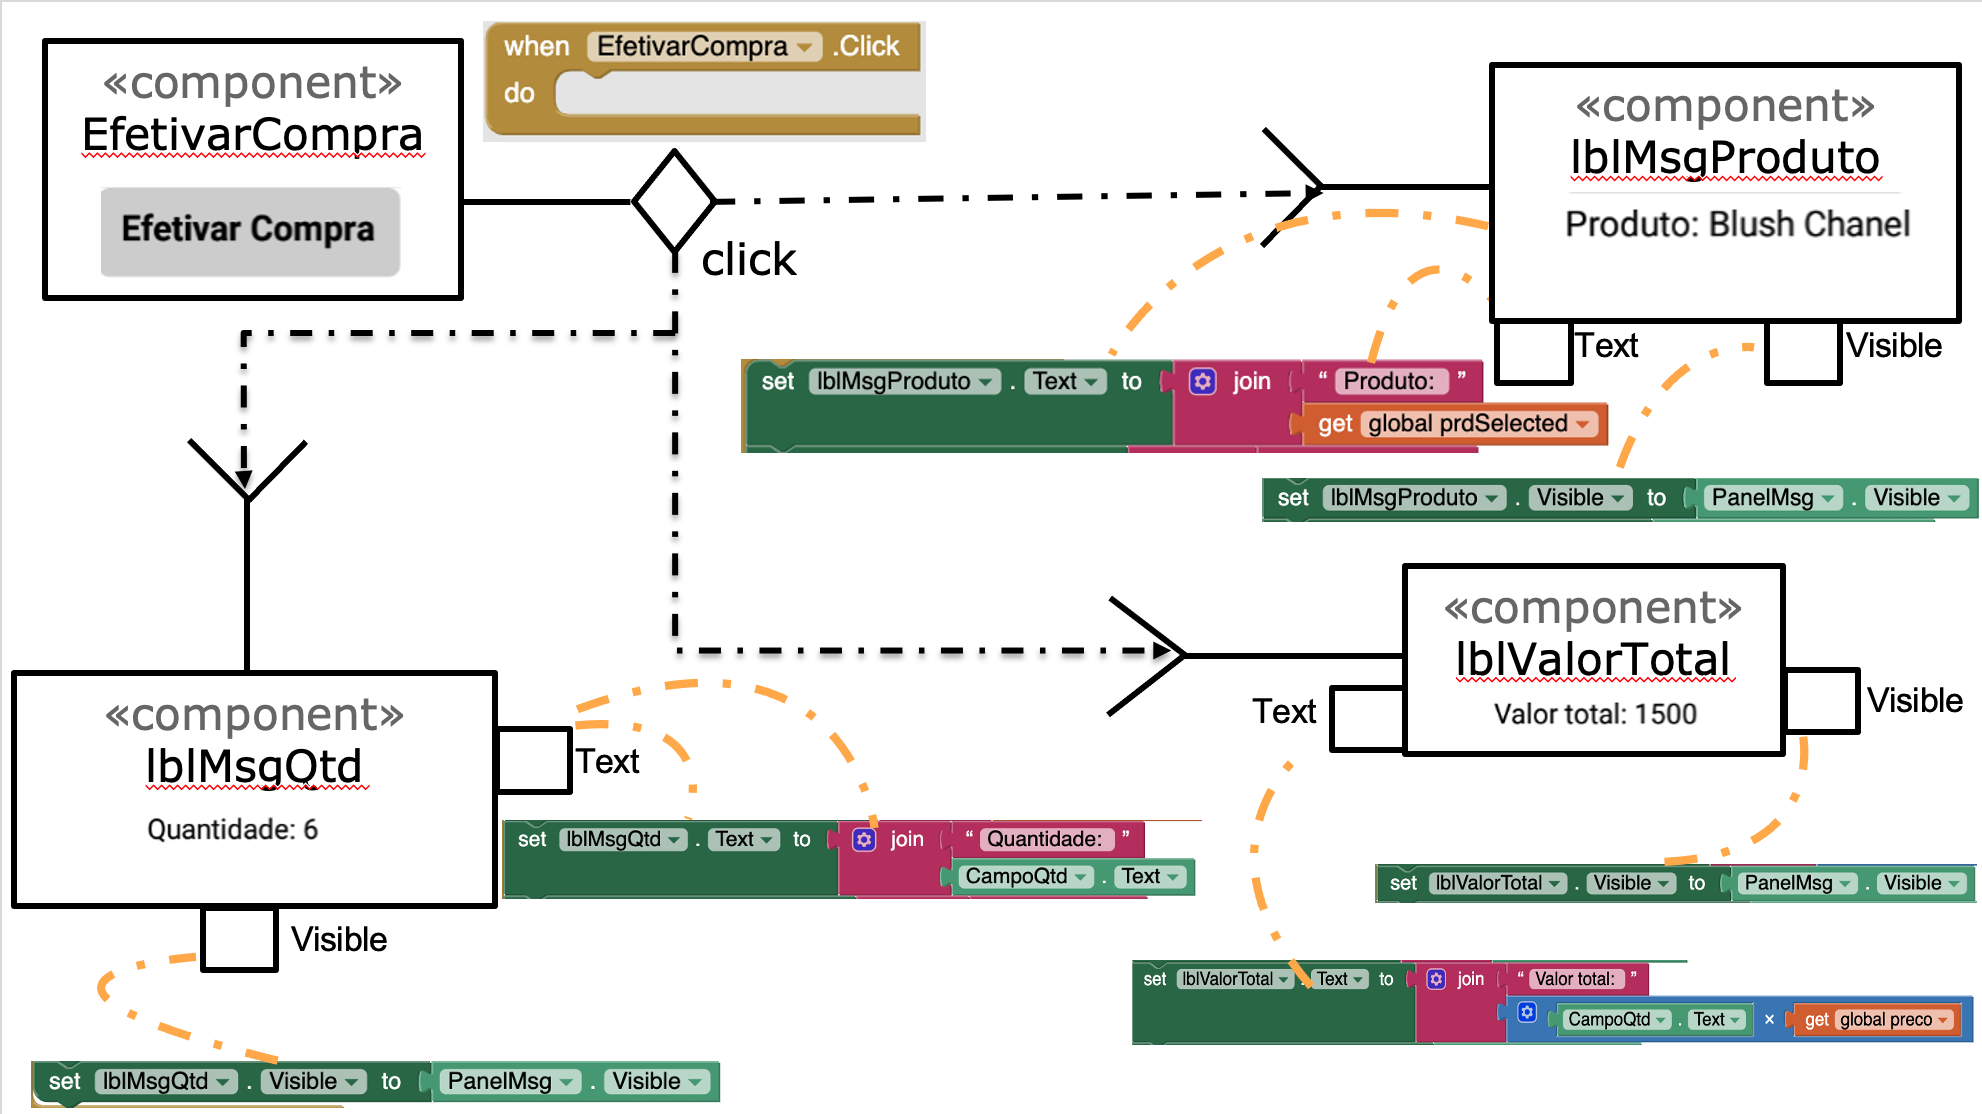 «component»
EfetivarCompra
Efetivar Compra
when EfetivarCompra .Click
do
click
«component»
lblMsgProduto
Produto: Blush Chanel
Text
Visible
set lblMsgProduto . Text to join “ Produto: ”
get global prdSelected
set lblMsgProduto . Visible to PanelMsg . Visible
«component»
lblValorTotal
Valor total: 1500
Text
Visible
«component»
lblMsgQtd
Quantidade: 6
Text
Visible
set lblMsgQtd . Text to join “ Quantidade: ”
CampoQtd . Text
set lblValorTotal . Visible to PanelMsg . Visible
set lblValorTotal . Text to join “ Valor total: ”
CampoQtd . Text × get global preco
set lblMsgQtd . Visible to PanelMsg . Visible